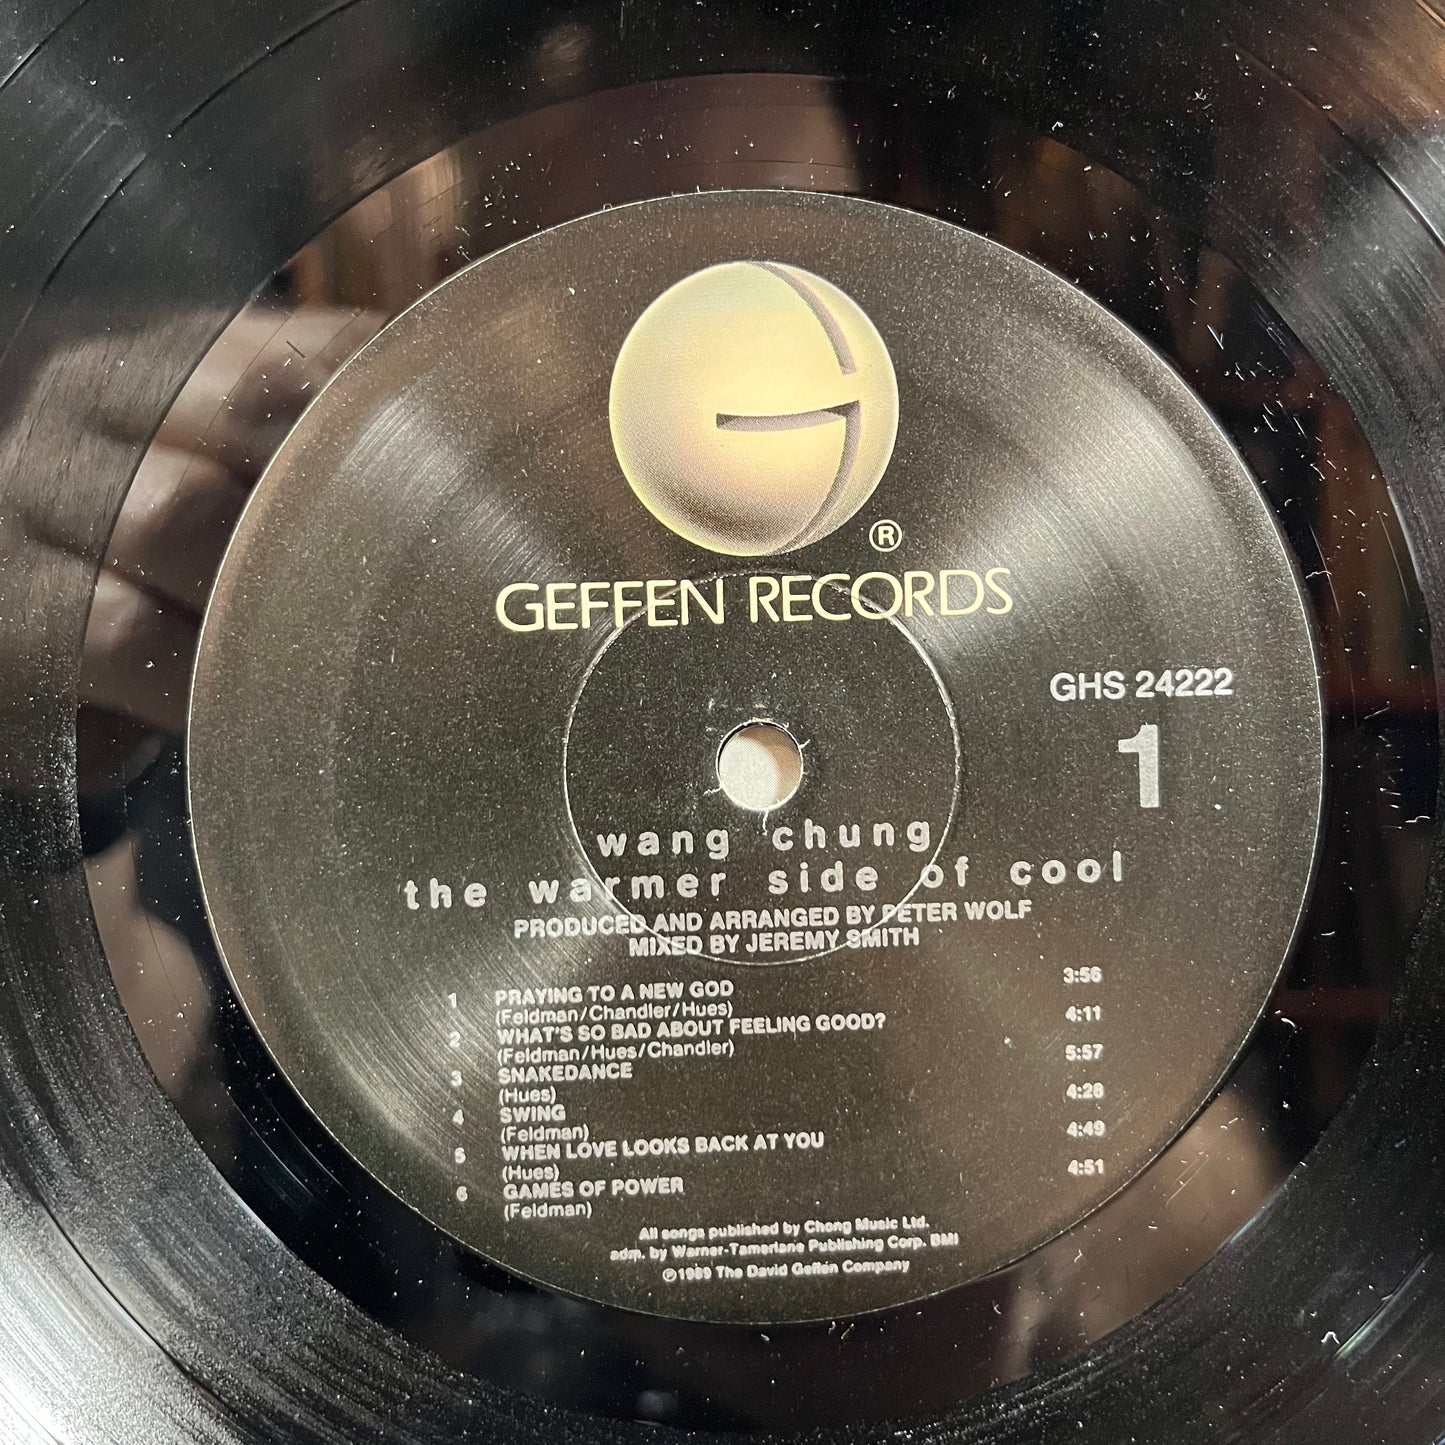 ®
GEFFEN RECORDS
GHS 24222
1
wang chung
the warmer side of cool
PRODUCED AND ARRANGED BY PETER WOLF
MIXED BY JEREMY SMITH
1 PRAYING TO A NEW GOD 3:56
(Feldman/Chandler/Hues)
2 WHAT'S SO BAD ABOUT FEELING GOOD? 4:11
(Feldman/Hues/Chandler)
3 SNAKEDANCE 5:57
(Hues)
4 SWING 4:28
(Feldman)
5 WHEN LOVE LOOKS BACK AT YOU 4:49
(Hues)
6 GAMES OF POWER 4:51
(Feldman)
All songs published by Chong Music Ltd.
adm. by Warner-Tamerlane Publishing Corp. BMI
℗1989 The David Geffen Company